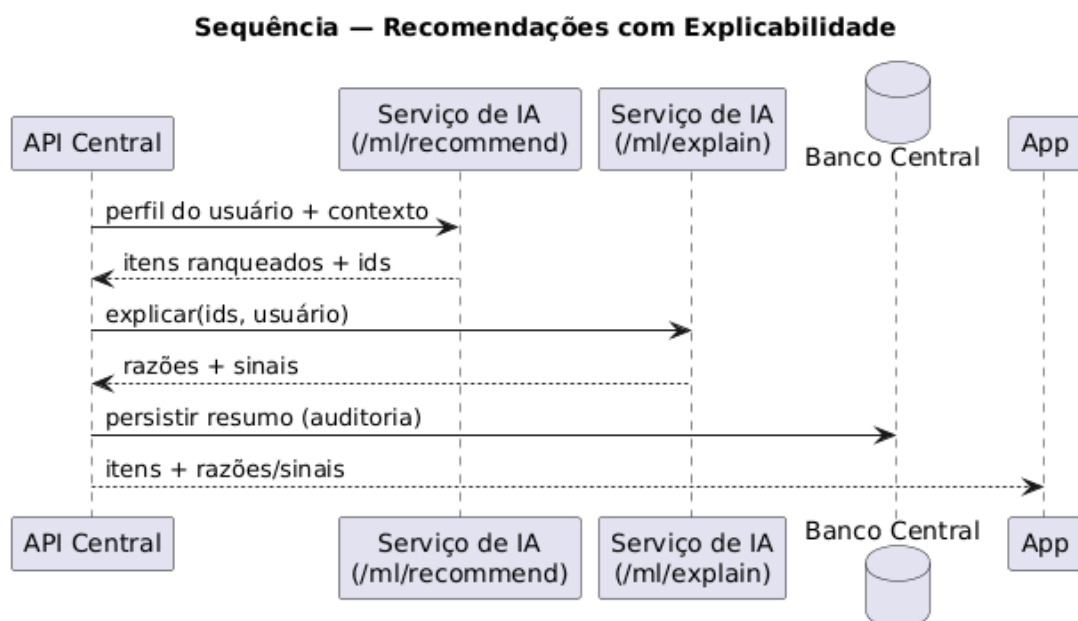 Sequência — Recomendações com Explicabilidade
API Central
Serviço de IA
(/ml/recommend)
Serviço de IA
(/ml/explain)
Banco Central
App
perfil do usuário + contexto
itens ranqueados + ids
explicar(ids, usuário)
razões + sinais
persistir resumo (auditoria)
itens + razões/sinais
API Central
Serviço de IA
(/ml/recommend)
Serviço de IA
(/ml/explain)
Banco Central
App